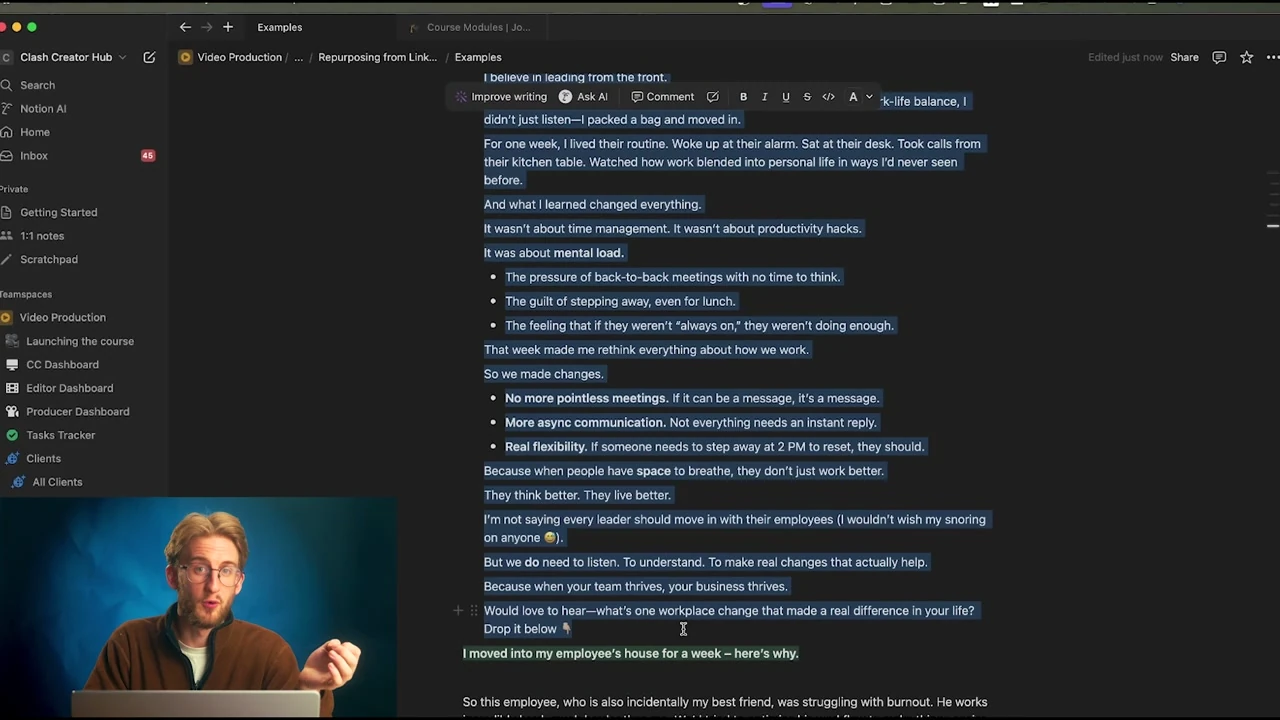 Examples
Course Modules | Jo...
C
Clash Creator Hub
Video Production /
...
/ Repurposing from Link...
/ Examples
Edited just now
Share
Search
Notion AI
Home
Inbox
45
Private
Getting Started
1:1 notes
Scratchpad
Teamspaces
Video Production
Launching the course
CC Dashboard
Editor Dashboard
Producer Dashboard
Tasks Tracker
Clients
All Clients
I believe in leading from the front.
Improve writing
Ask AI
Comment
B
I
U
S
</>
A
rk-life balance, I
didn’t just listen—I packed a bag and moved in.
For one week, I lived their routine. Woke up at their alarm. Sat at their desk. Took calls from
their kitchen table. Watched how work blended into personal life in ways I’d never seen
before.
And what I learned changed everything.
It wasn’t about time management. It wasn’t about productivity hacks.
It was about mental load.
• The pressure of back-to-back meetings with no time to think.
• The guilt of stepping away, even for lunch.
• The feeling that if they weren’t “always on,” they weren’t doing enough.
That week made me rethink everything about how we work.
So we made changes.
• No more pointless meetings. If it can be a message, it’s a message.
• More async communication. Not everything needs an instant reply.
• Real flexibility. If someone needs to step away at 2 PM to reset, they should.
Because when people have space to breathe, they don’t just work better.
They think better. They live better.
I’m not saying every leader should move in with their employees (I wouldn’t wish my snoring
on anyone 😅).
But we do need to listen. To understand. To make real changes that actually help.
Because when your team thrives, your business thrives.
Would love to hear—what’s one workplace change that made a real difference in your life?
Drop it below 👇🏼
I moved into my employee’s house for a week – here’s why.
So this employee, who is also incidentally my best friend, was struggling with burnout. He works